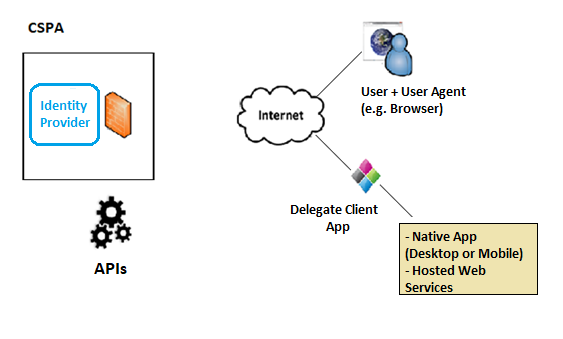 CSPA
Identity
Provider
APIs
Internet
User + User Agent
(e.g. Browser)
Delegate Client
App
- Native App
(Desktop or Mobile)
- Hosted Web
Services